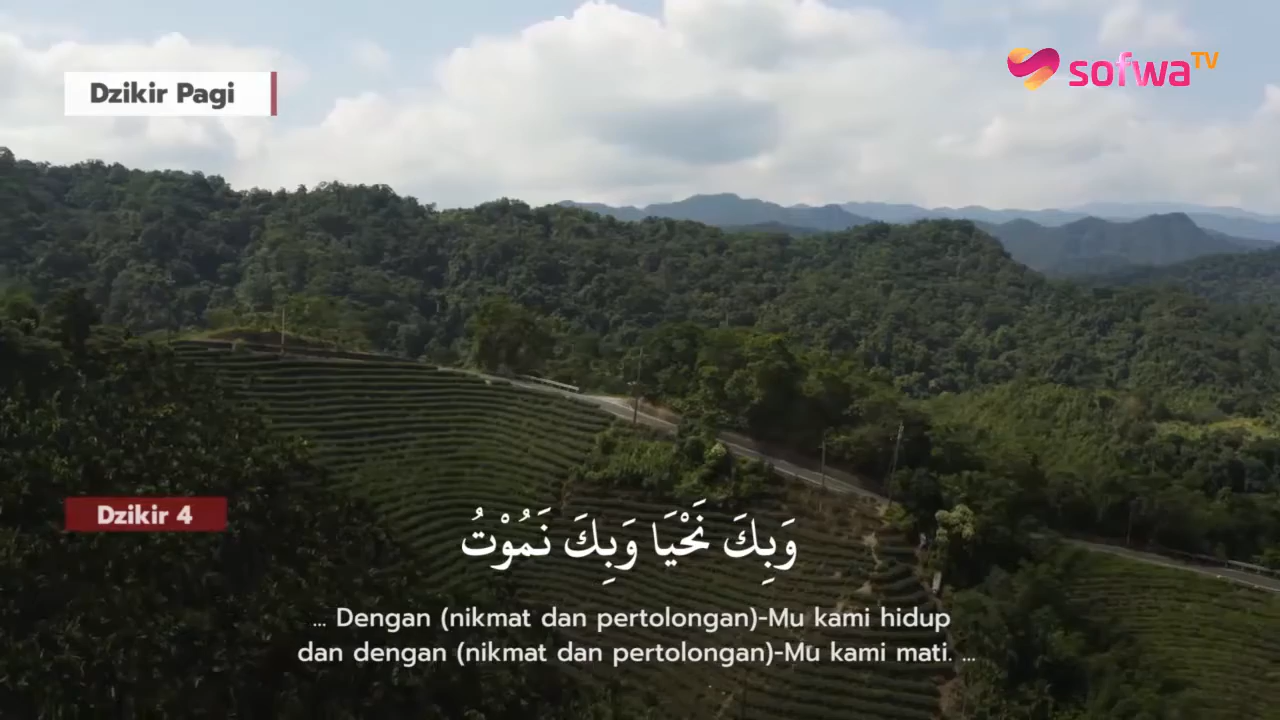 Dzikir Pagi
sofwaTV
Dzikir 4
وَبِكَ نَحْيَا وَبِكَ نَمُوْتُ
... Dengan (nikmat dan pertolongan)-Mu kami hidup
dan dengan (nikmat dan pertolongan)-Mu kami mati. ...